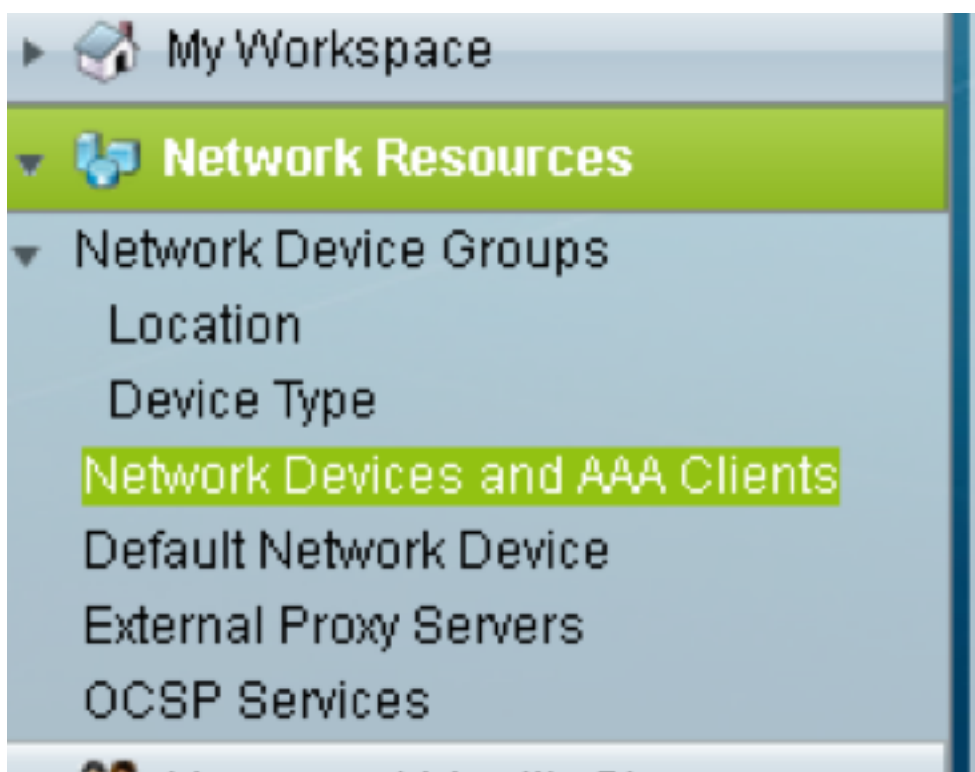 My Workspace
Network Resources
Network Device Groups
Location
Device Type
Network Devices and AAA Clients
Default Network Device
External Proxy Servers
OCSP Services